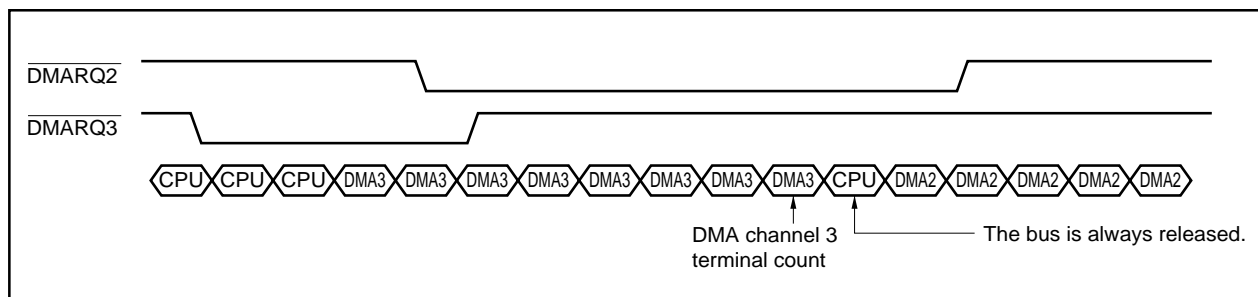 DMARQ2
DMARQ3
CPU CPU CPU DMA3 DMA3 DMA3 DMA3 DMA3 DMA3 DMA3 DMA3 CPU DMA2 DMA2 DMA2 DMA2 DMA2
DMA channel 3
terminal count
The bus is always released.